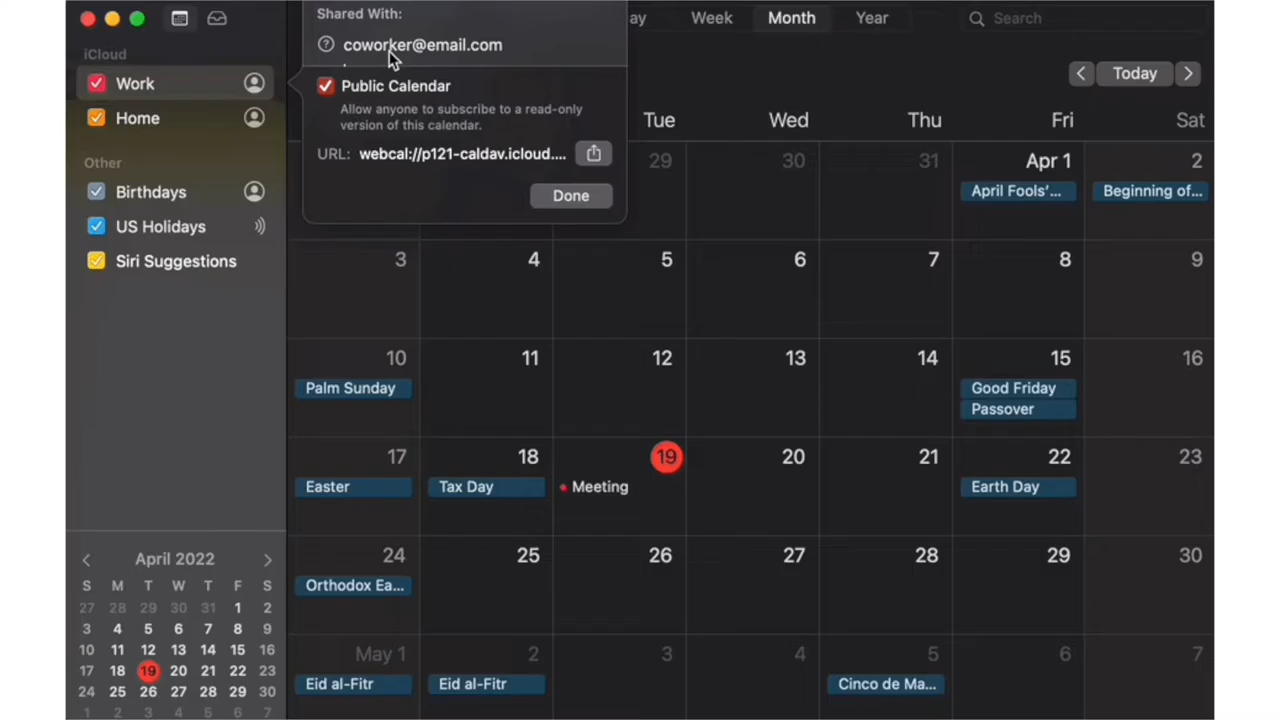 Shared With:
coworker@email.com
Public Calendar
Allow anyone to subscribe to a read-only
version of this calendar.
URL: webcal://p121-caldav.icloud....
Done
ay Week Month Year
Search
Today
iCloud
Work
Home
Other
Birthdays
US Holidays
Siri Suggestions
Tue Wed Thu Fri Sat
29 30 31 Apr 1 2
April Fools'... Beginning of...
3 4 5 6 7 8 9
10 11 12 13 14 15 16
Palm Sunday Good Friday
Passover
17 18 19 20 21 22 23
Easter Tax Day Meeting Earth Day
24 25 26 27 28 29 30
Orthodox Ea...
May 1 2 3 4 5 6 7
Eid al-Fitr Eid al-Fitr Cinco de Ma...
April 2022
S M T W T F S
27 28 29 30 31 1 2
3 4 5 6 7 8 9
10 11 12 13 14 15 16
17 18 19 20 21 22 23
24 25 26 27 28 29 30
1 2 3 4 5 6 7